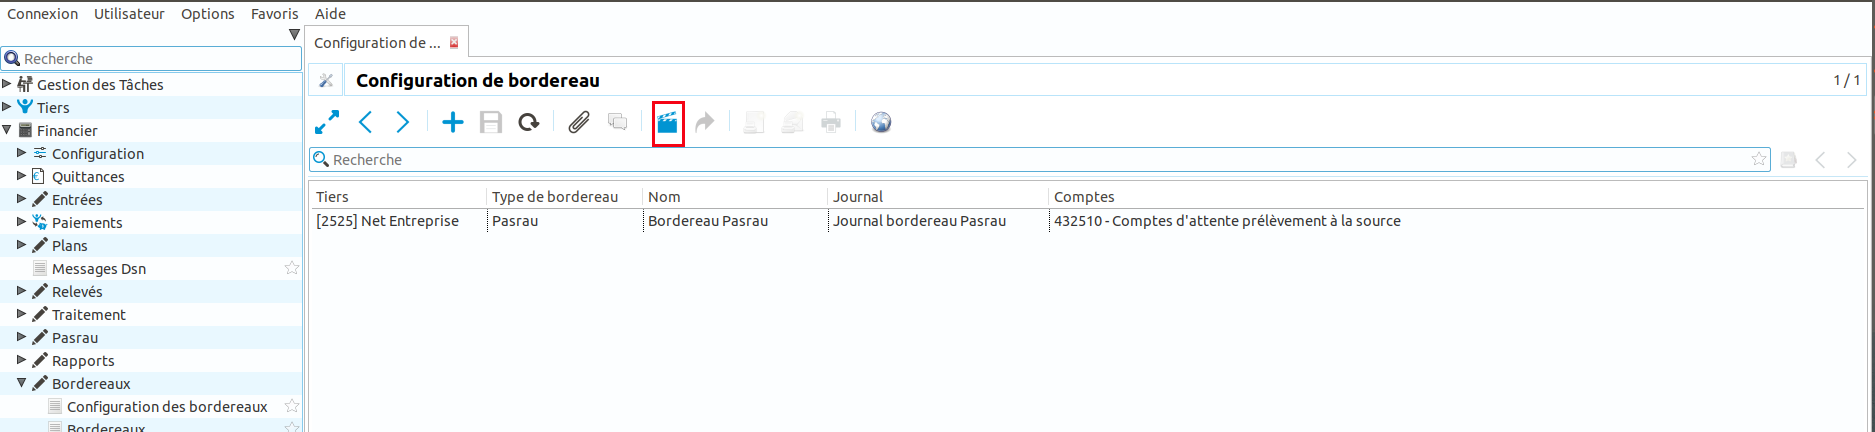 Connexion Utilisateur Options Favoris Aide
Configuration de ...
Recherche
Configuration de bordereau 1 / 1
Gestion des Tâches
Tiers
Financier
Configuration
Quittances
Entrées
Paiements
Plans
Messages Dsn
Relevés
Traitement
Pasrau
Rapports
Bordereaux
Configuration des bordereaux
Bordereaux
Recherche
Tiers Type de bordereau Nom Journal Comptes
[2525] Net Entreprise Pasrau Bordereau Pasrau Journal bordereau Pasrau 432510 - Comptes d'attente prélèvement à la source